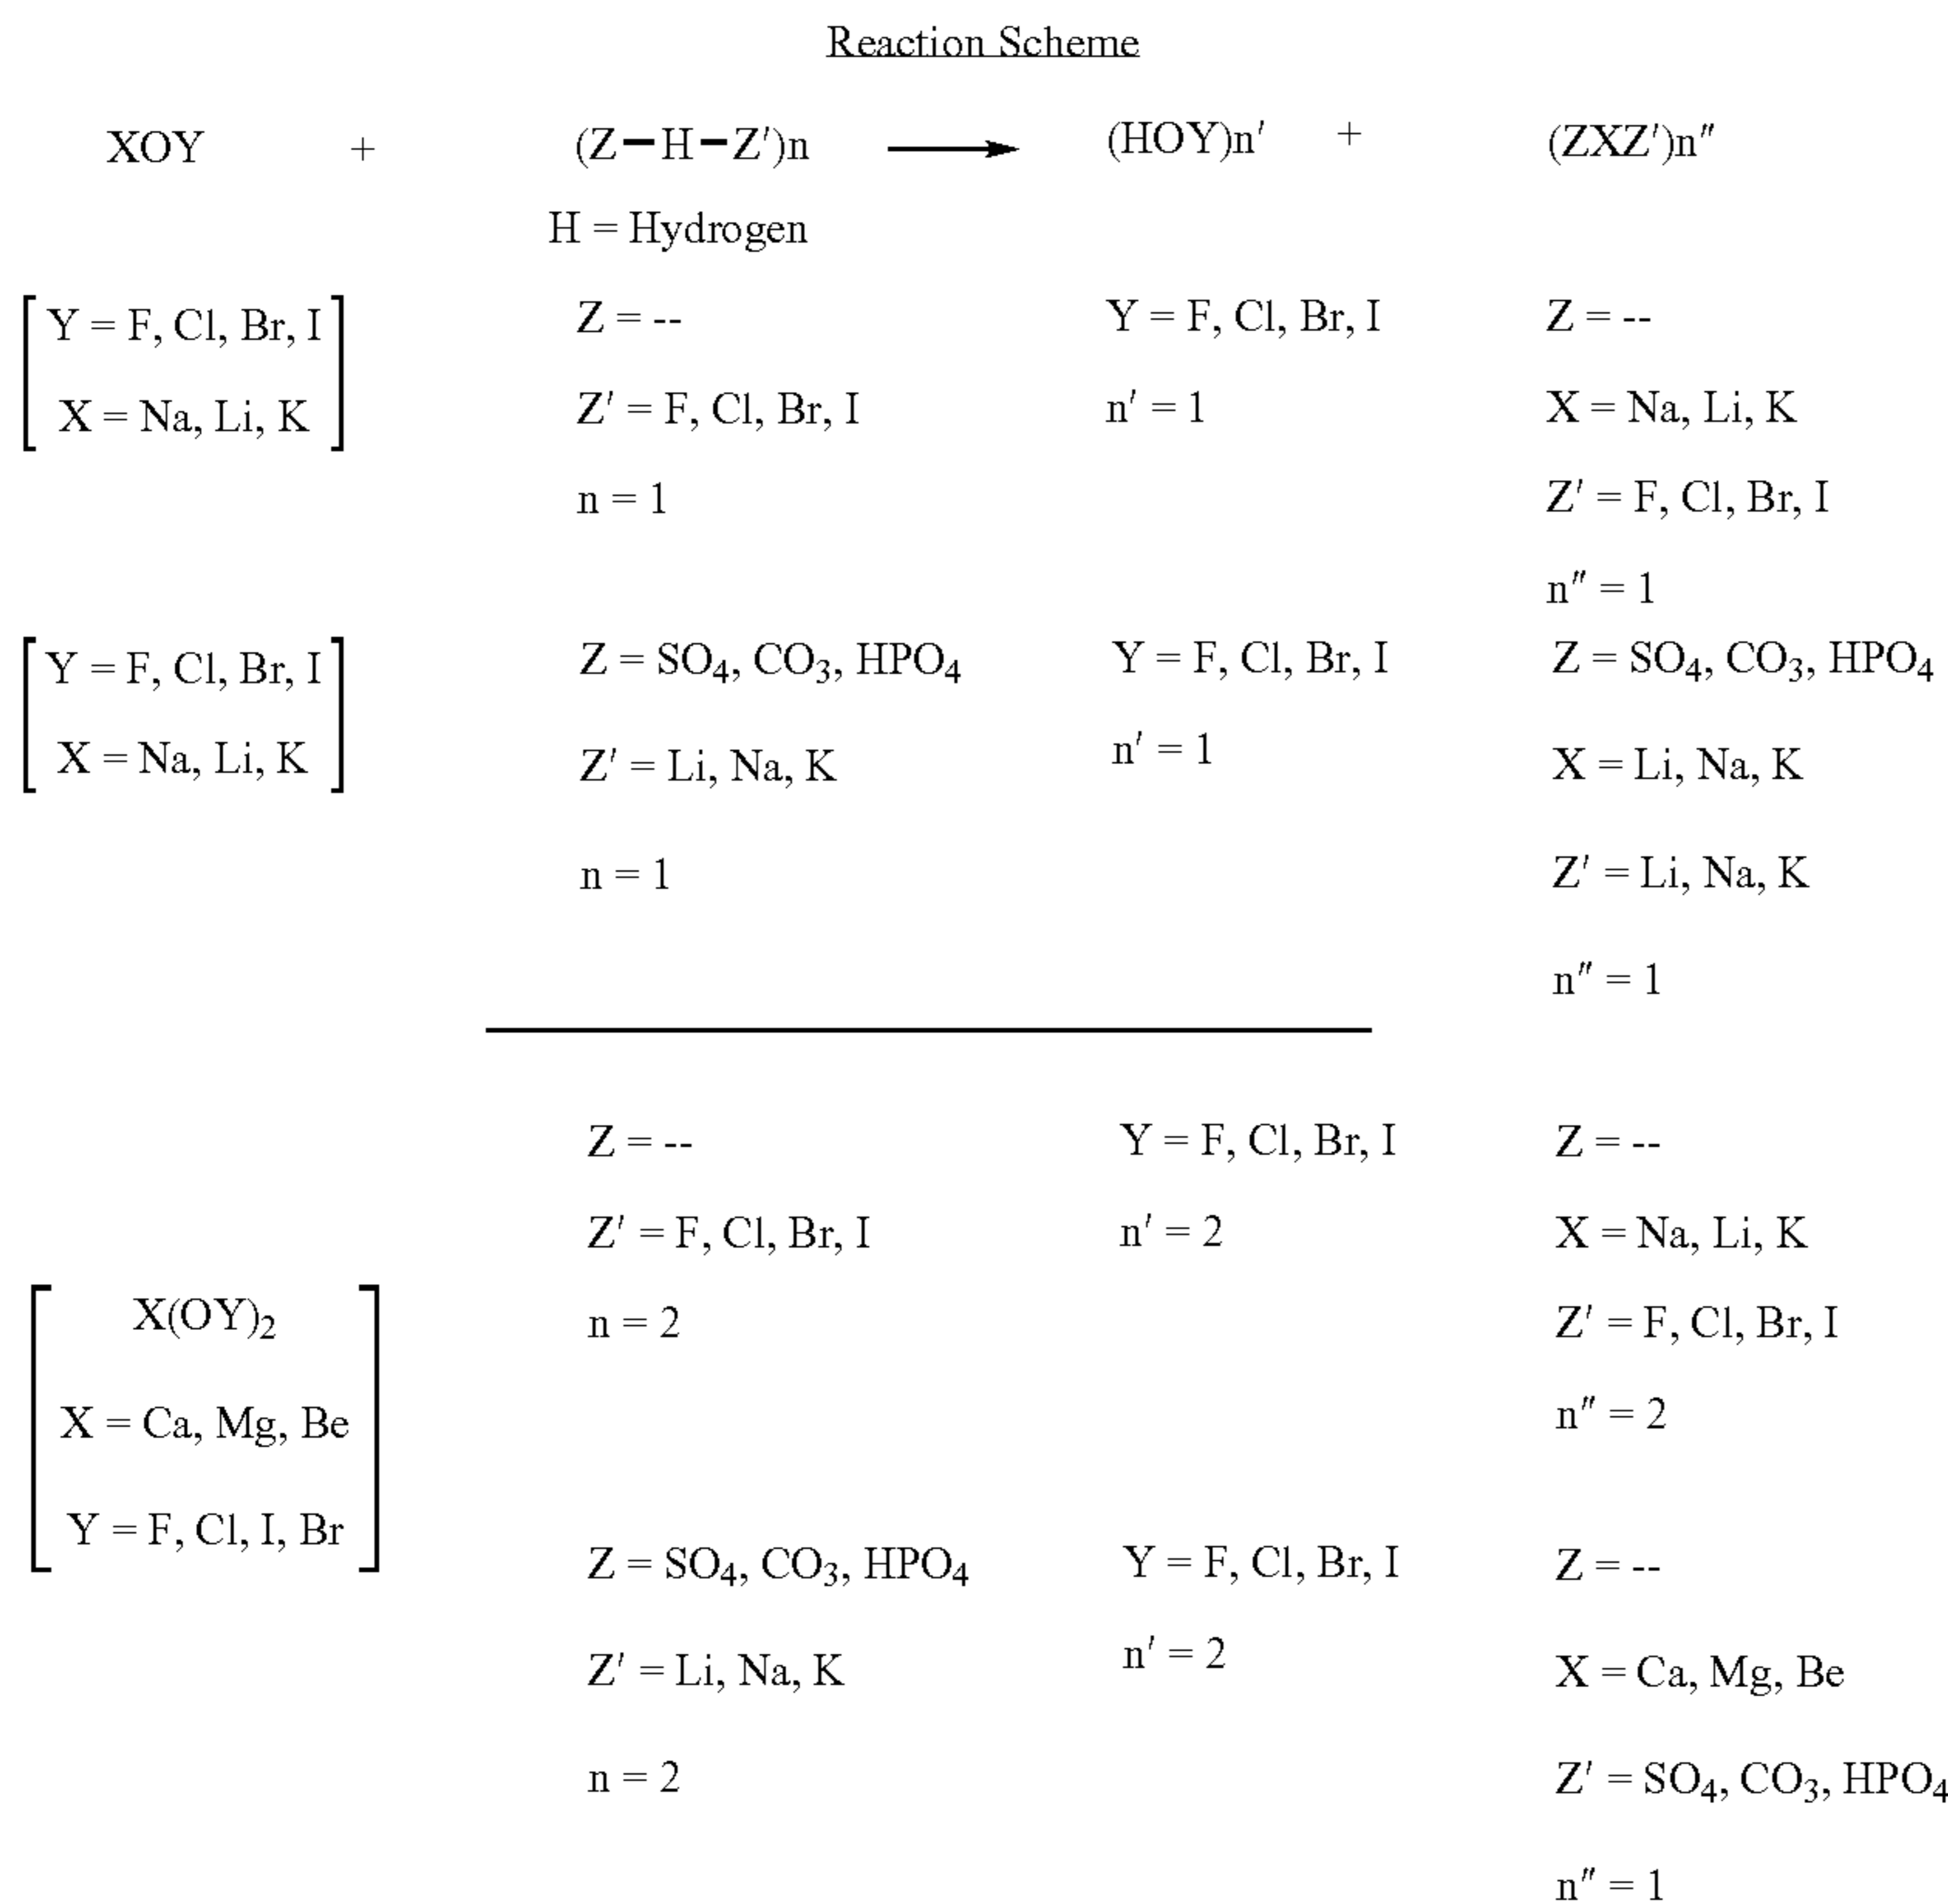 Reaction Scheme
XOY + (Z–H–Z′)n → (HOY)n′ + (ZXZ′)n″
H = Hydrogen
Y = F, Cl, Br, I
X = Na, Li, K
Z = --
Z′ = F, Cl, Br, I
n = 1
Y = F, Cl, Br, I
n′ = 1
Z = --
X = Na, Li, K
Z′ = F, Cl, Br, I
n″ = 1
Y = F, Cl, Br, I
X = Na, Li, K
Z = SO₄, CO₃, HPO₄
Z′ = Li, Na, K
n = 1
Y = F, Cl, Br, I
n′ = 1
Z = SO₄, CO₃, HPO₄
X = Li, Na, K
Z′ = Li, Na, K
n″ = 1
X(OY)₂
X = Ca, Mg, Be
Y = F, Cl, I, Br
Z = --
Z′ = F, Cl, Br, I
n = 2
Y = F, Cl, Br, I
n′ = 2
Z = --
X = Na, Li, K
Z′ = F, Cl, Br, I
n″ = 2
Z = SO₄, CO₃, HPO₄
Z′ = Li, Na, K
n = 2
Y = F, Cl, Br, I
n′ = 2
Z = --
X = Ca, Mg, Be
Z′ = SO₄, CO₃, HPO₄
n″ = 1